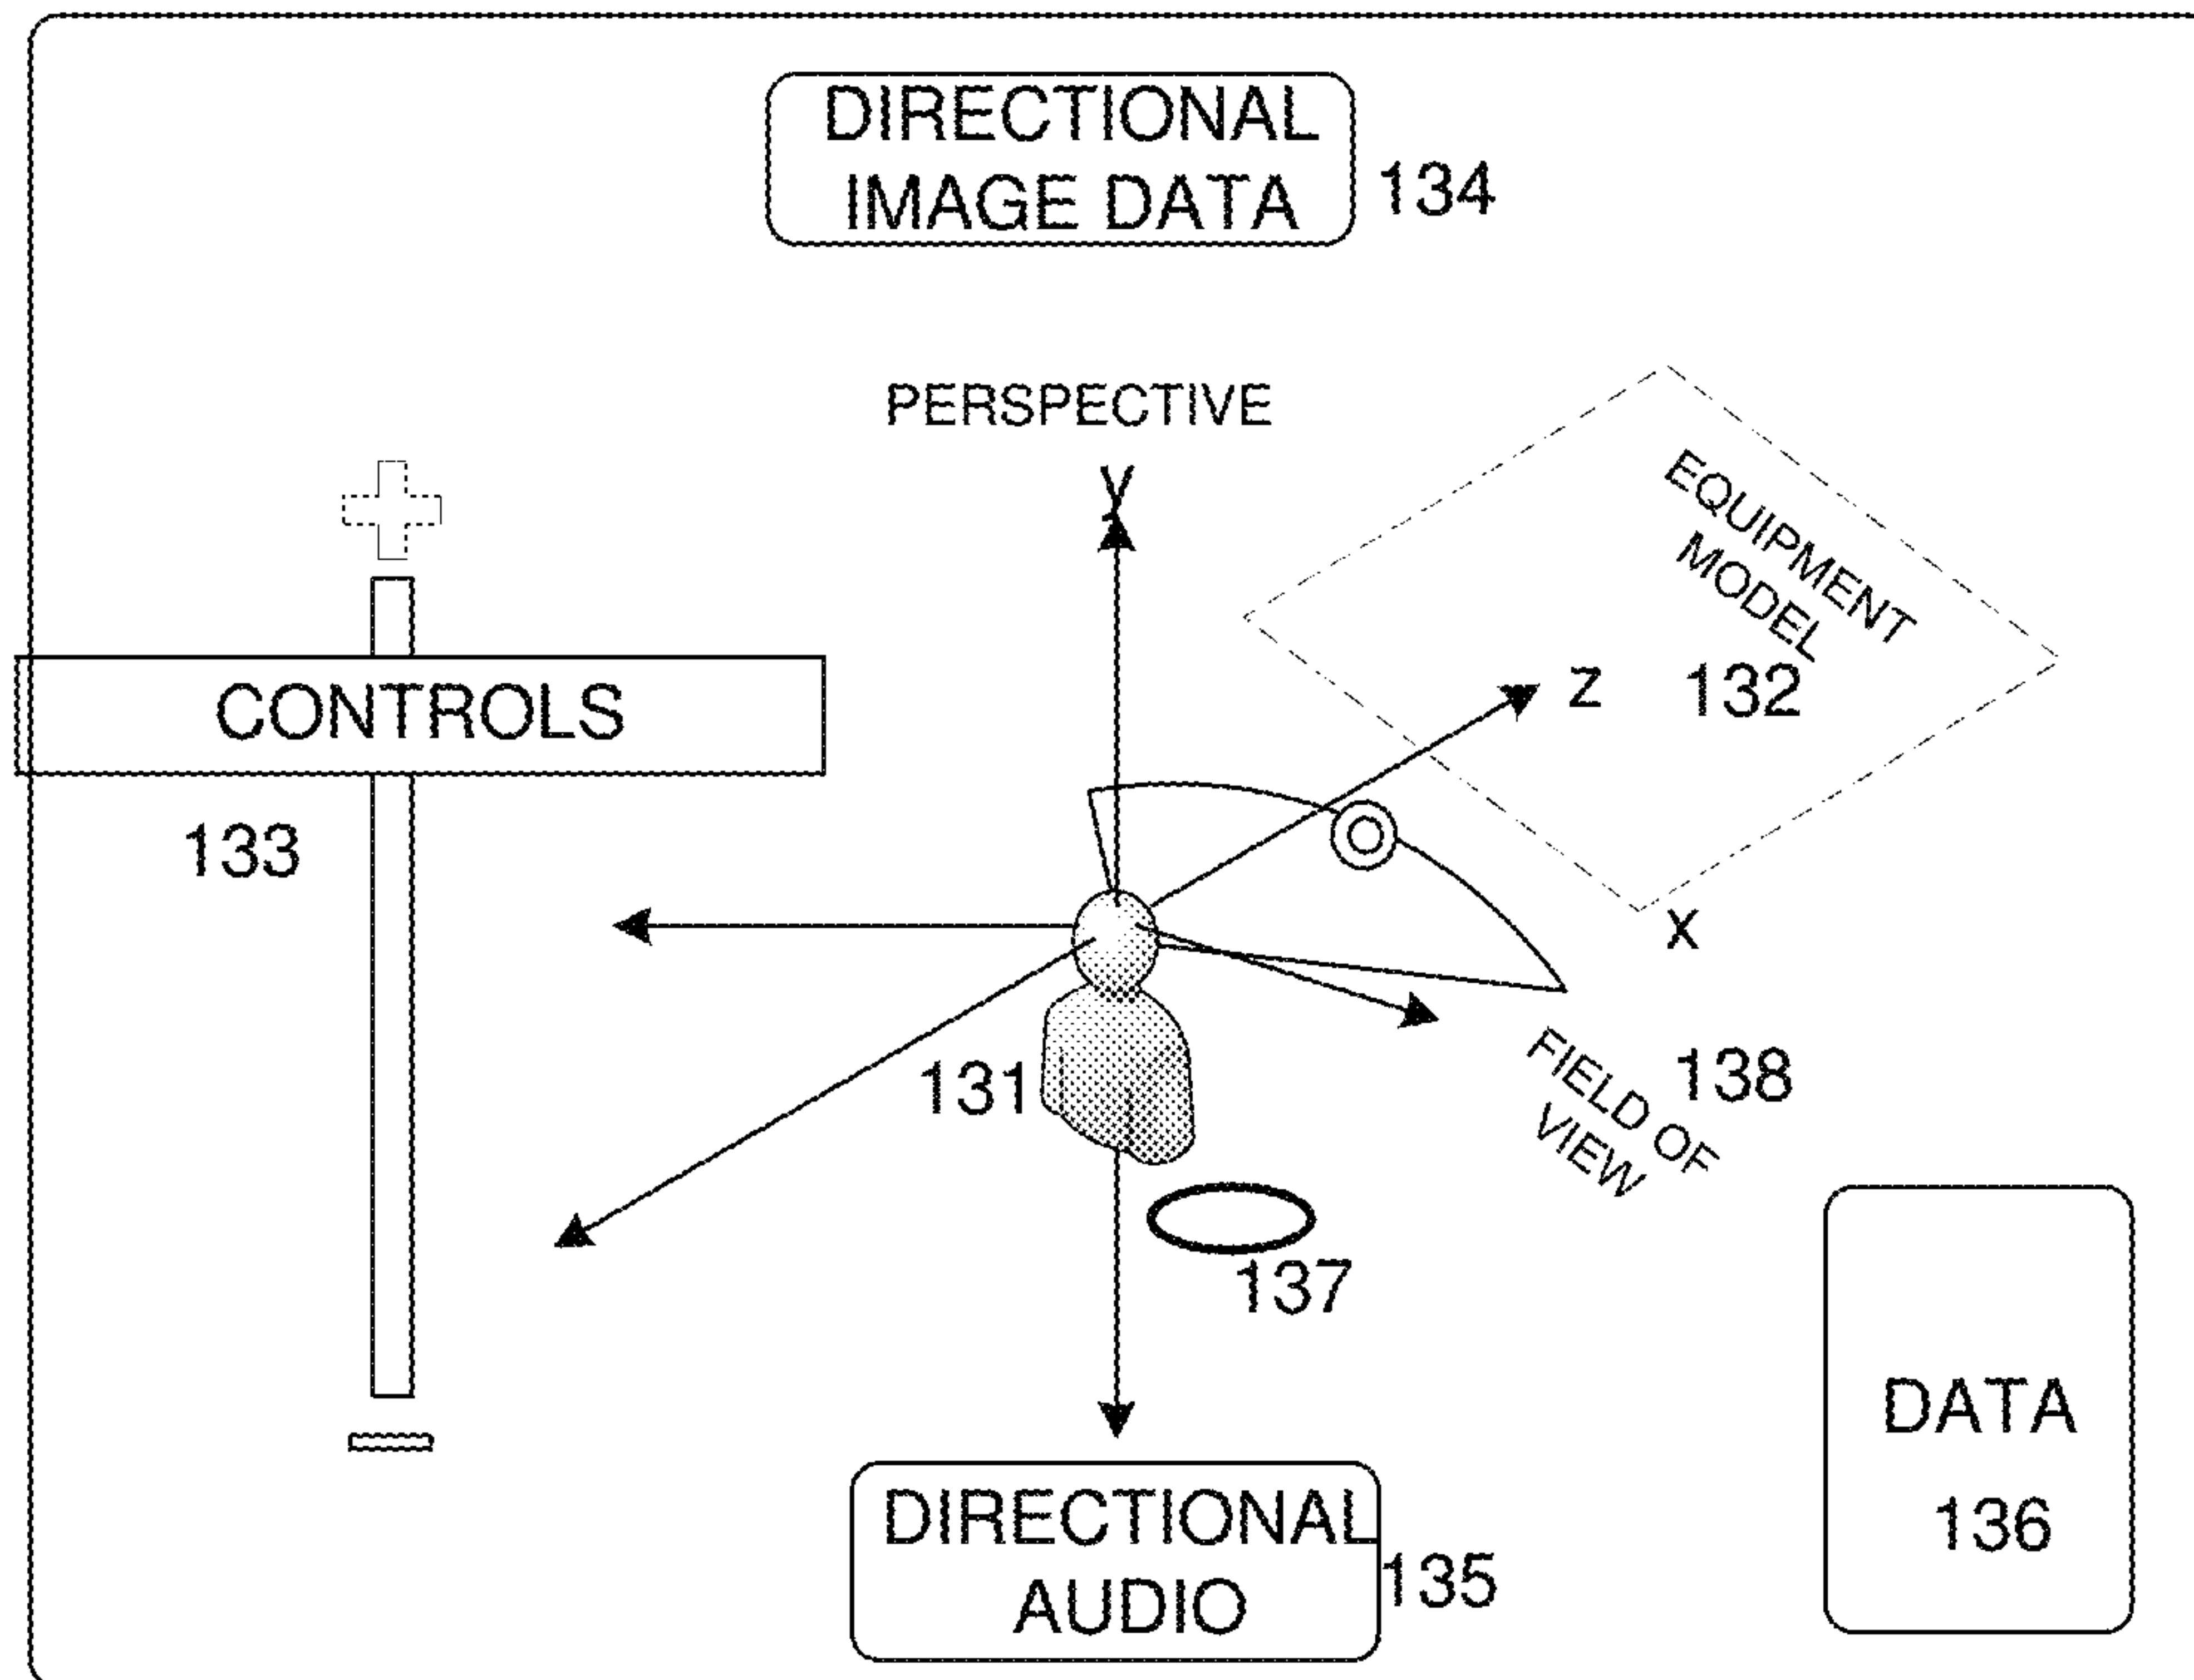 DIRECTIONAL
IMAGE DATA
134
PERSPECTIVE
y
EQUIPMENT
MODEL
132
z
CONTROLS
133
x
131
138
FIELD OF
VIEW
137
DATA
136
DIRECTIONAL
AUDIO
135